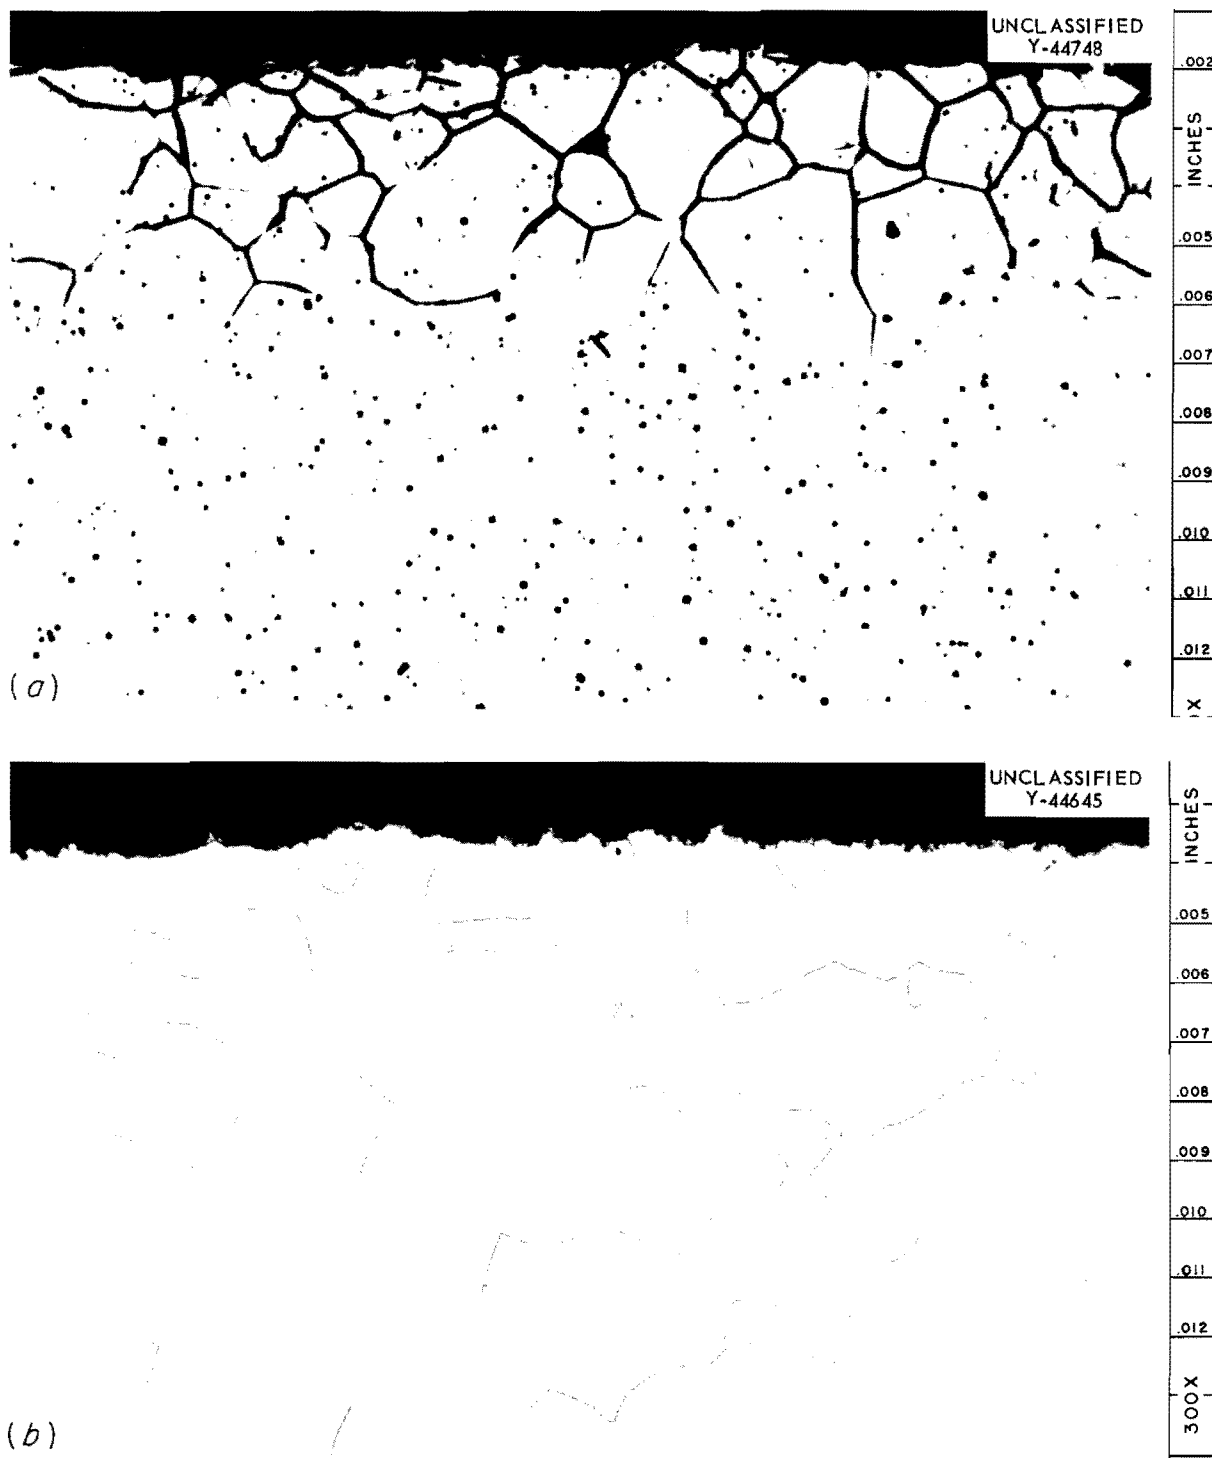 UNCLASSIFIED
Y-44748
.002
INCHES
.005
.006
.007
.008
.009
.010
.011
.012
X
(a)
UNCLASSIFIED
Y-44645
INCHES
.005
.006
.007
.008
.009
.010
.011
.012
300X
(b)